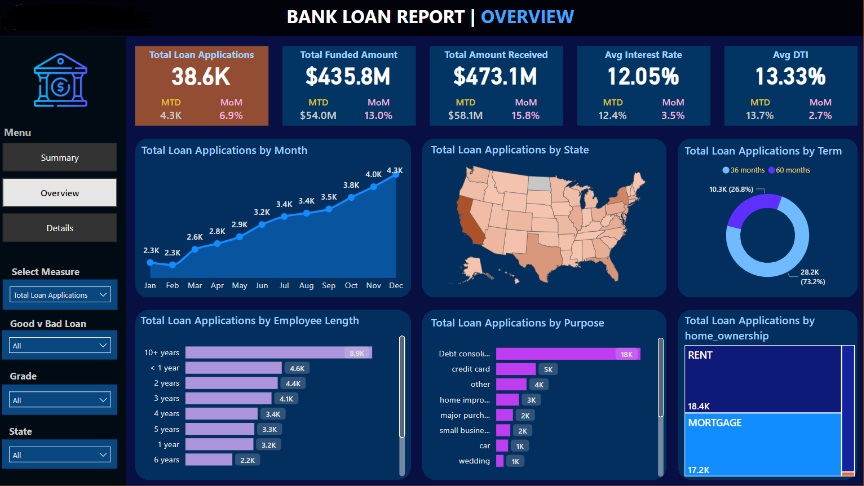 BANK LOAN REPORT | OVERVIEW
Menu
Summary
Overview
Details
Select Measure
Total Loan Applications
Good v Bad Loan
All
Grade
All
State
All
Total Loan Applications
38.6K
MTD MoM
4.3K 6.9%
Total Funded Amount
$435.8M
MTD MoM
$54.0M 13.0%
Total Amount Received
$473.1M
MTD MoM
$58.1M 15.8%
Avg Interest Rate
12.05%
MTD MoM
12.4% 3.5%
Avg DTI
13.33%
MTD MoM
13.7% 2.7%
Total Loan Applications by Month
2.3K 2.3K 2.6K 2.8K 2.9K 3.2K 3.4K 3.4K 3.5K 3.8K 4.0K 4.3K
Jan Feb Mar Apr May Jun Jul Aug Sep Oct Nov Dec
Total Loan Applications by State
Total Loan Applications by Term
36 months 60 months
10.3K (26.8%)
28.2K
(73.2%)
Total Loan Applications by Employee Length
10+ years 8.9K
< 1 year 4.6K
2 years 4.4K
3 years 4.1K
4 years 3.4K
5 years 3.3K
1 year 3.2K
6 years 2.2K
Total Loan Applications by Purpose
Debt consoli... 18K
credit card 5K
other 4K
home impro... 3K
major purch... 2K
small busine... 2K
car 1K
wedding 1K
Total Loan Applications by
home_ownership
RENT
18.4K
MORTGAGE
17.2K